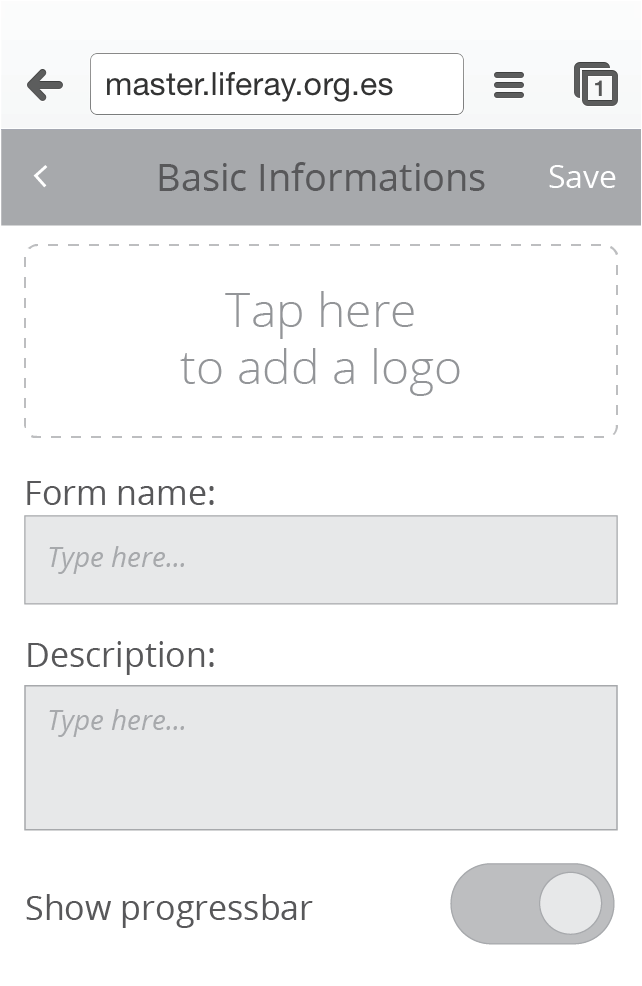 master.liferay.org.es
1
Basic Informations
Save
Tap here
to add a logo
Form name:
Type here...
Description:
Type here...
Show progressbar